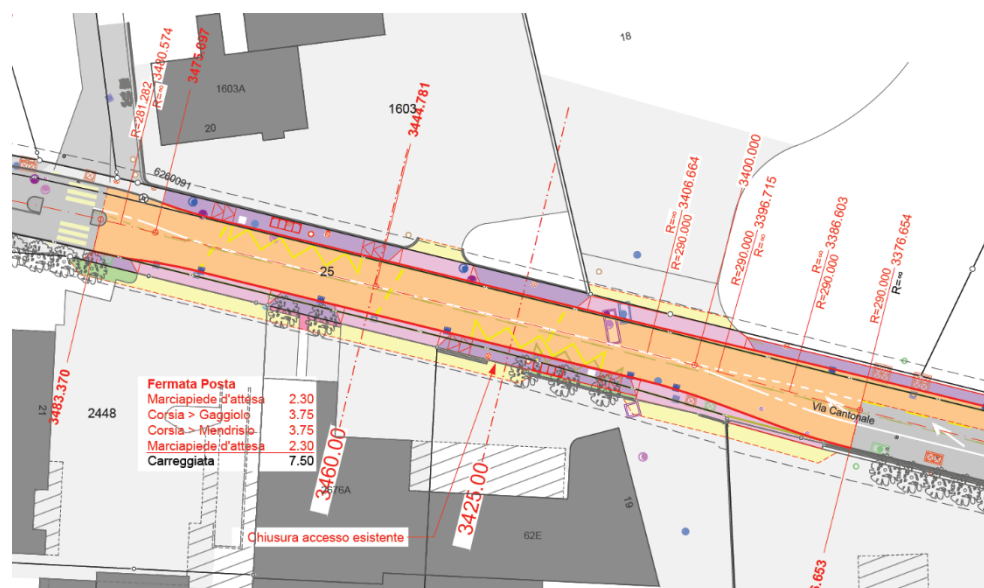 18
1603A
20
1603
6260091
R=281.282
R=∞ 3480.574
3475.097
3444.781
R=∞ 3406.664
R=290.000
3400.000
R=290.000
R=∞ 3396.715
R=∞ 3386.603
R=290.000
R=290.000 3376.654
R=∞
25
Via Cantonale
3483.370
2448
21
Fermata Posta
Marciapiede d'attesa 2.30
Corsia > Gaggiolo 3.75
Corsia > Mendrisio 3.75
Marciapiede d'attesa 2.30
Carreggiata 7.50
3460.00
3425.00
19
62E
Chiusura accesso esistente